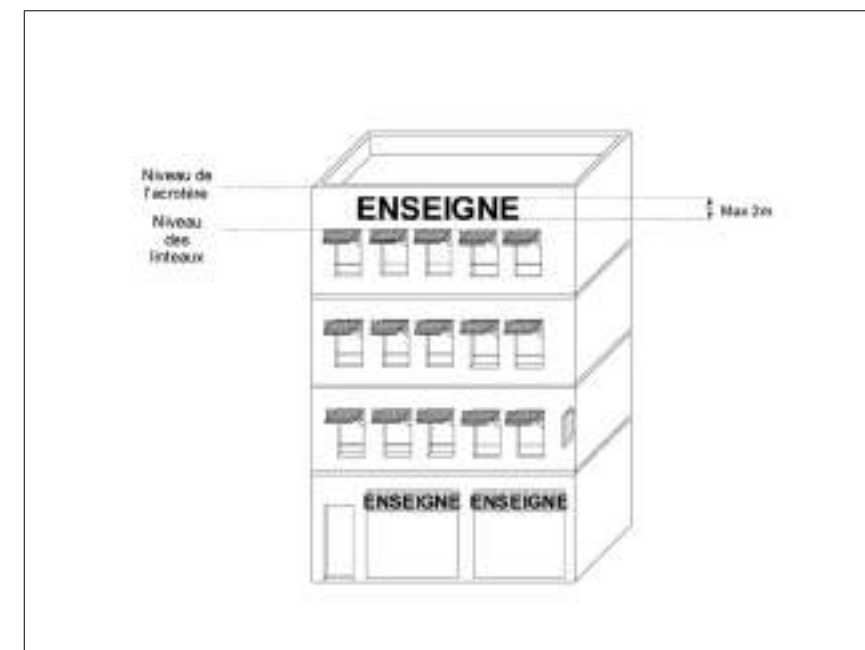 Niveau de
l'acrotère
ENSEIGNE
Max 2m
Niveau
des
linteaux
ENSEIGNE ENSEIGNE